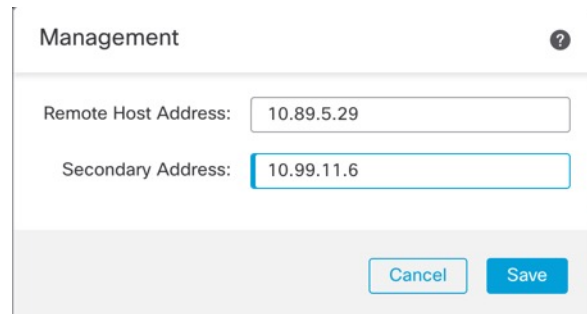 Management
?
Remote Host Address: 10.89.5.29
Secondary Address: 10.99.11.6
Cancel Save